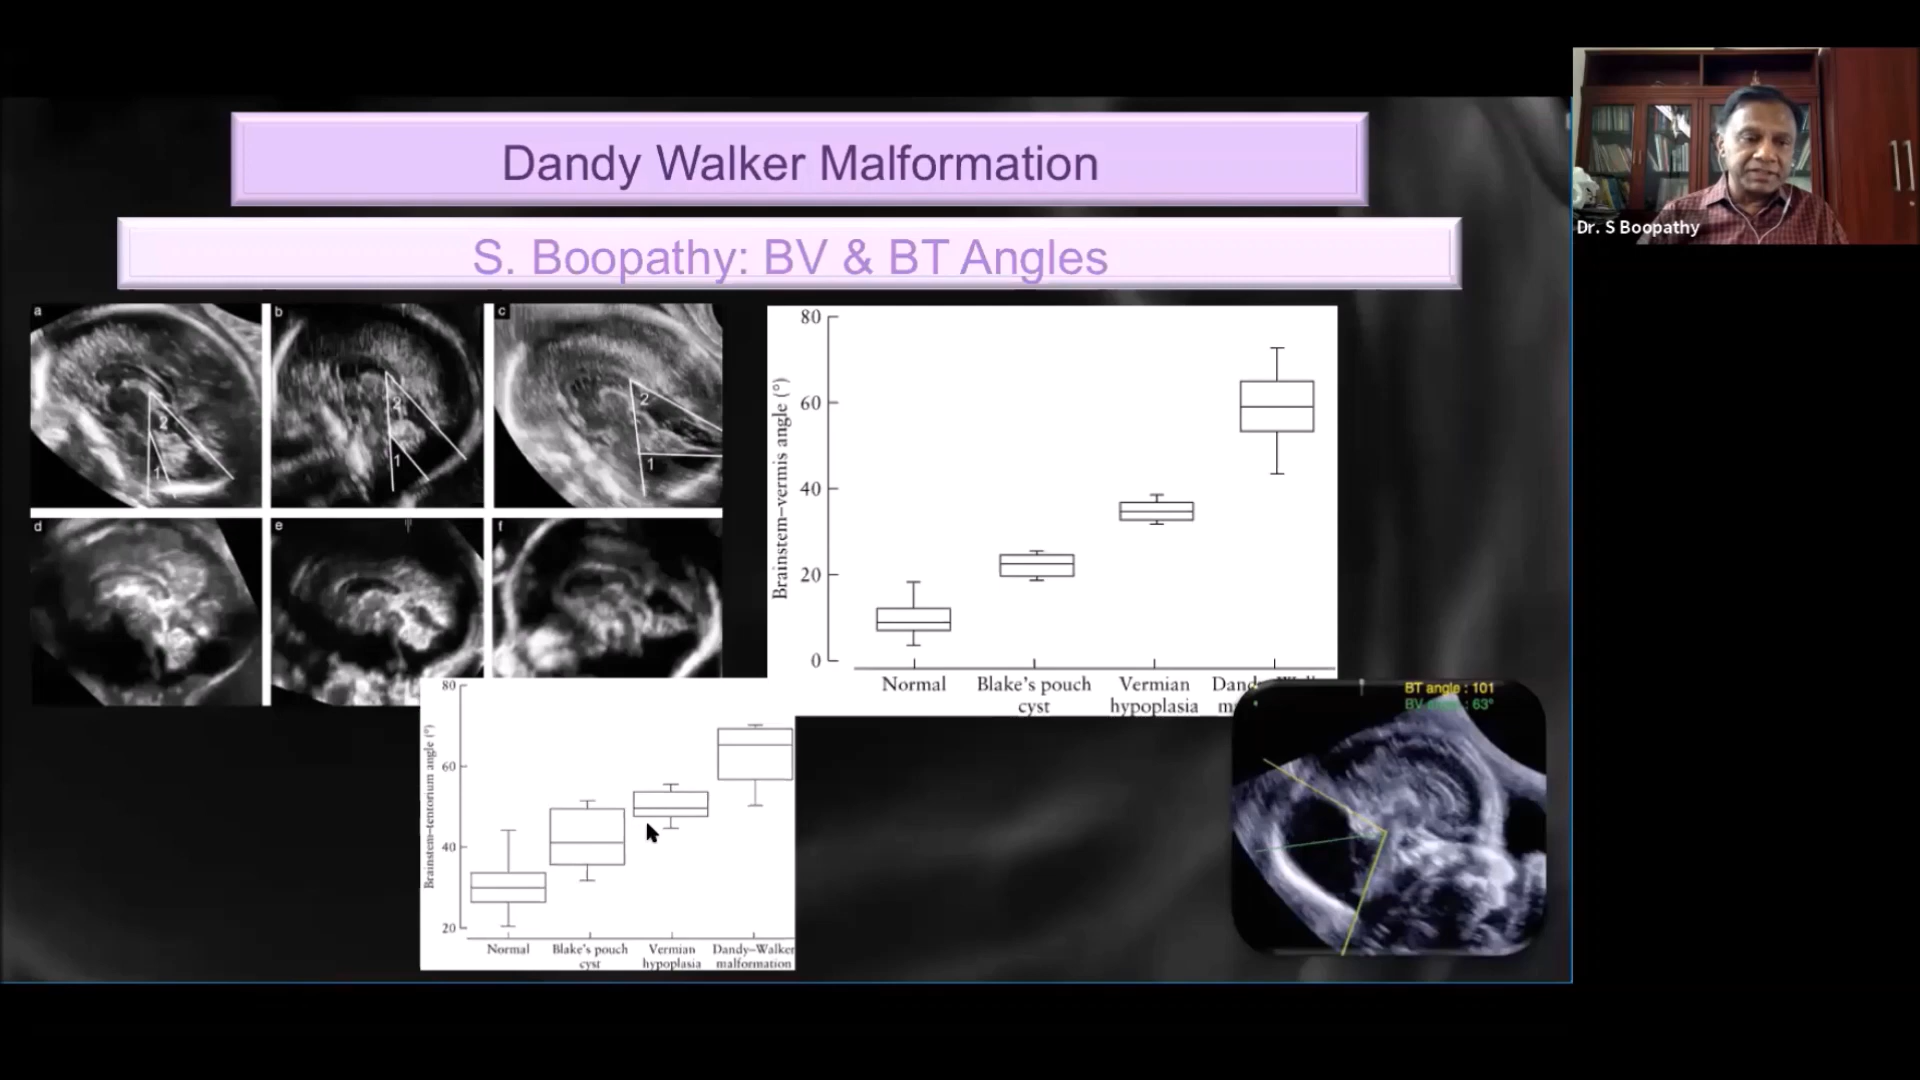 Dandy Walker Malformation
S. Boopathy: BV & BT Angles
Dr. S Boopathy
a
b
c
2
1
2
1
2
1
d
e
f
80
60
40
20
0
Brainstem–vermis angle (°)
Normal
Blake's pouch
cyst
Vermian
hypoplasia
80
60
40
20
Brainstem–tentorium angle (°)
Normal
Blake's pouch
cyst
Vermian
hypoplasia
Dandy–Walker
malformation
BT angle : 101
BV : 63°